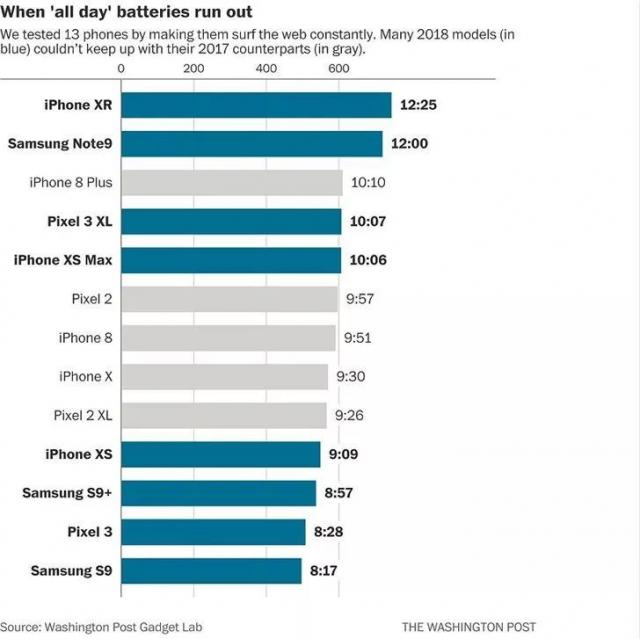 When 'all day' batteries run out
We tested 13 phones by making them surf the web constantly. Many 2018 models (in
blue) couldn't keep up with their 2017 counterparts (in gray).
0 200 400 600
iPhone XR 12:25
Samsung Note9 12:00
iPhone 8 Plus 10:10
Pixel 3 XL 10:07
iPhone XS Max 10:06
Pixel 2 9:57
iPhone 8 9:51
iPhone X 9:30
Pixel 2 XL 9:26
iPhone XS 9:09
Samsung S9+ 8:57
Pixel 3 8:28
Samsung S9 8:17
Source: Washington Post Gadget Lab THE WASHINGTON POST